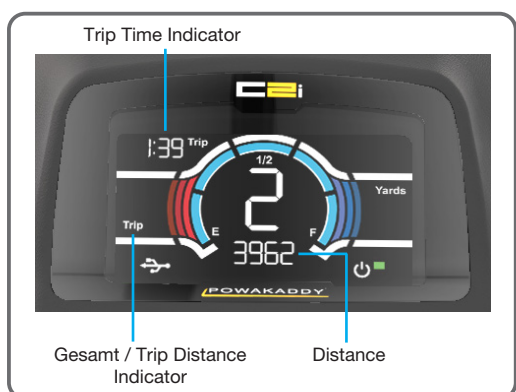 Trip Time Indicator
C2i
1:39 Trip
1/2
2
Yards
Trip
E
F
3962
POWAKADDY
Gesamt / Trip Distance
Indicator
Distance